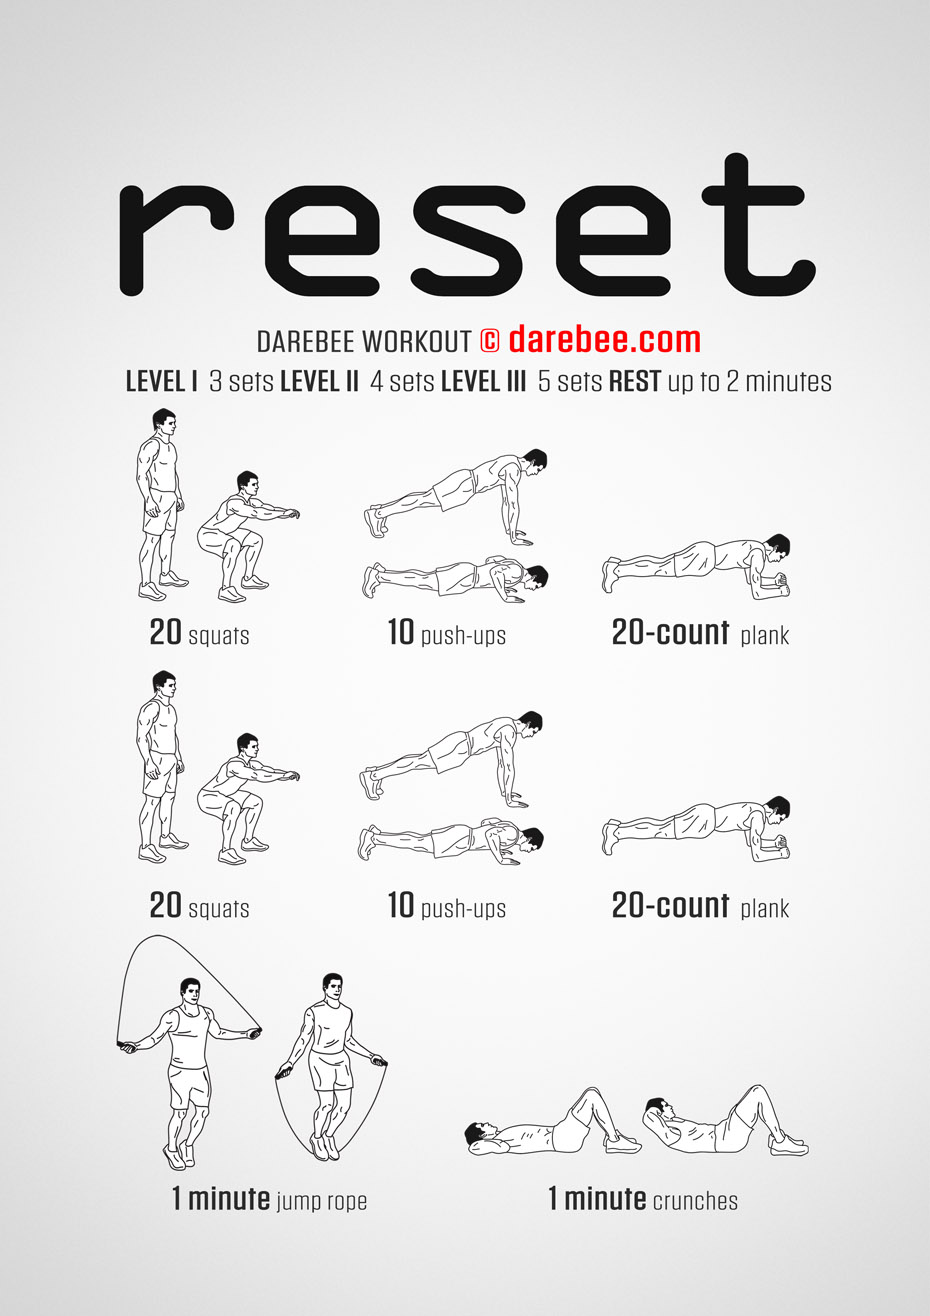 reset
DAREBEE WORKOUT © darebee.com
LEVEL I 3 sets LEVEL II 4 sets LEVEL III 5 sets REST up to 2 minutes
20 squats 10 push-ups 20-count plank
20 squats 10 push-ups 20-count plank
1 minute jump rope 1 minute crunches